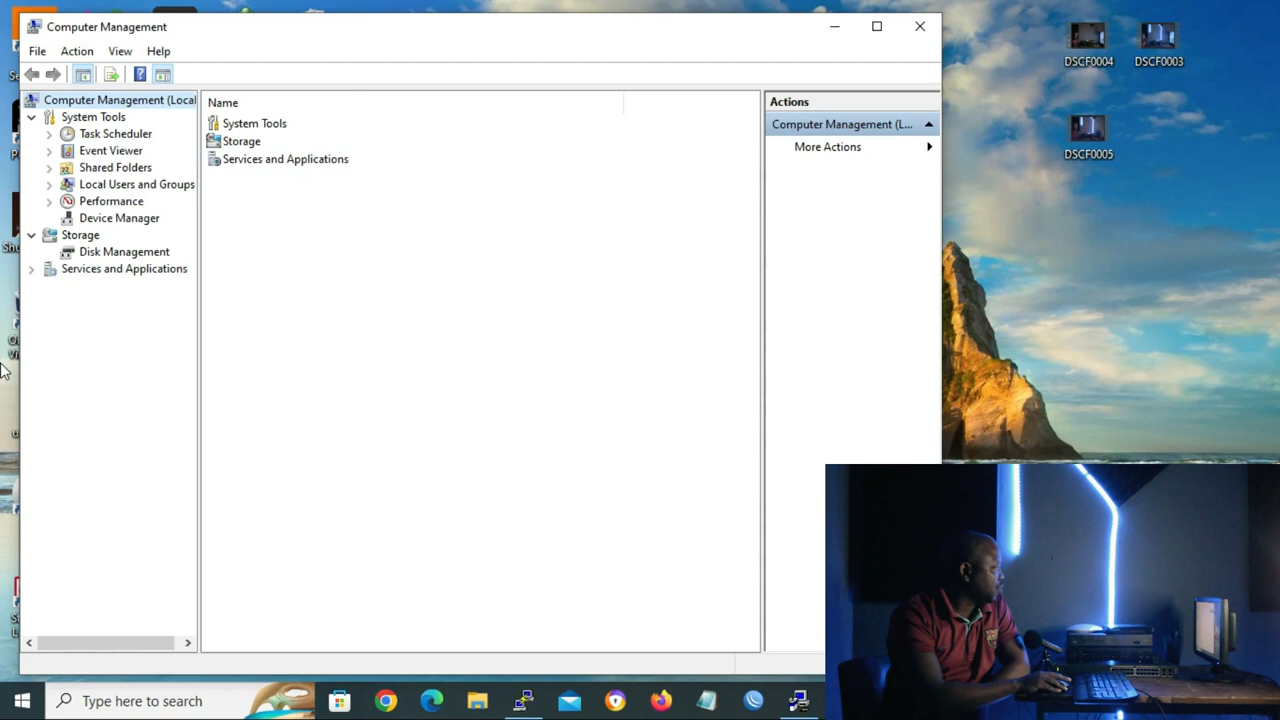 Computer Management
File Action View Help
Computer Management (Local
System Tools
Task Scheduler
Event Viewer
Shared Folders
Local Users and Groups
Performance
Device Manager
Storage
Disk Management
Services and Applications
Name
System Tools
Storage
Services and Applications
Actions
Computer Management (L...
More Actions
DSCF0004
DSCF0003
DSCF0005
Type here to search